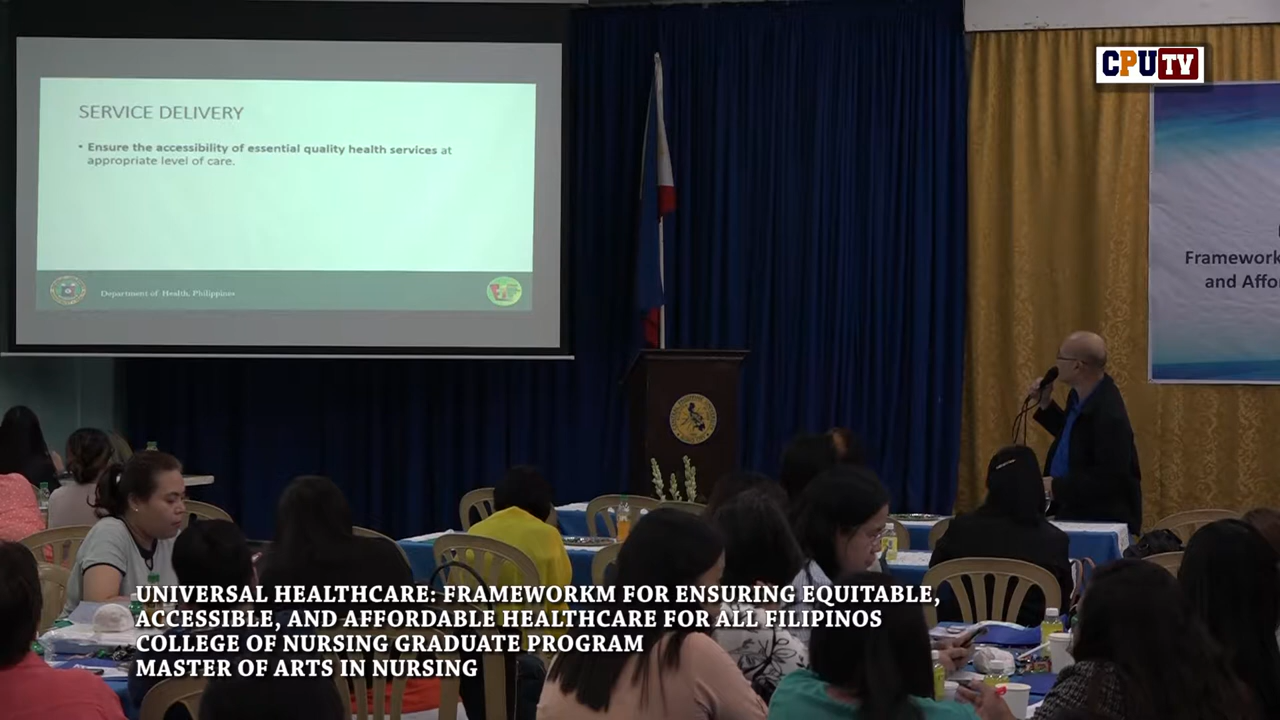 SERVICE DELIVERY
• Ensure the accessibility of essential quality health services at
appropriate level of care.
Department of Health, Philippines
CPUTV
Framework
and Affo
UNIVERSAL HEALTHCARE: FRAMEWORKM FOR ENSURING EQUITABLE,
ACCESSIBLE, AND AFFORDABLE HEALTHCARE FOR ALL FILIPINOS
COLLEGE OF NURSING GRADUATE PROGRAM
MASTER OF ARTS IN NURSING